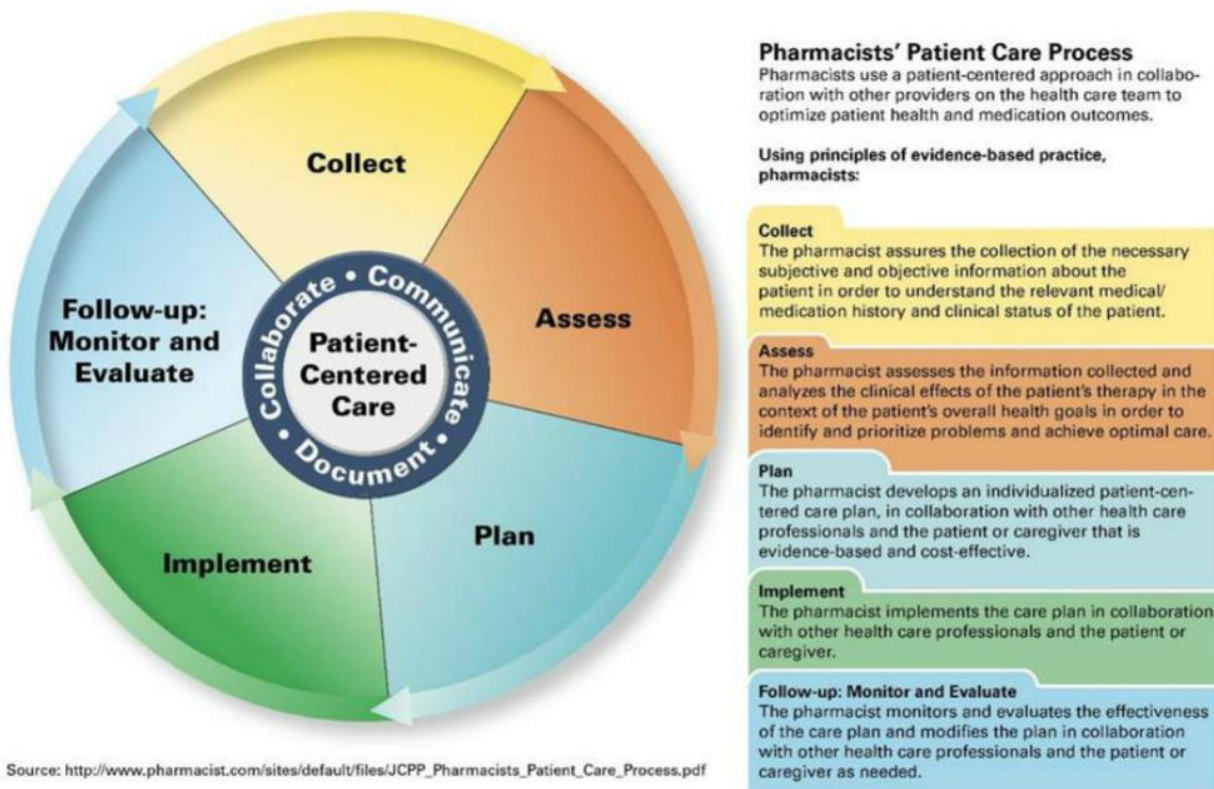 Collect
Assess
Plan
Implement
Follow-up:
Monitor and
Evaluate
Collaborate • Communicate • Document •
Patient-
Centered
Care
Source: http://www.pharmacist.com/sites/default/files/JCPP_Pharmacists_Patient_Care_Process.pdf
Pharmacists' Patient Care Process
Pharmacists use a patient-centered approach in collabo-
ration with other providers on the health care team to
optimize patient health and medication outcomes.
Using principles of evidence-based practice,
pharmacists:
Collect
The pharmacist assures the collection of the necessary
subjective and objective information about the
patient in order to understand the relevant medical/
medication history and clinical status of the patient.
Assess
The pharmacist assesses the information collected and
analyzes the clinical effects of the patient's therapy in the
context of the patient's overall health goals in order to
identify and prioritize problems and achieve optimal care.
Plan
The pharmacist develops an individualized patient-cen-
tered care plan, in collaboration with other health care
professionals and the patient or caregiver that is
evidence-based and cost-effective.
Implement
The pharmacist implements the care plan in collaboration
with other health care professionals and the patient or
caregiver.
Follow-up: Monitor and Evaluate
The pharmacist monitors and evaluates the effectiveness
of the care plan and modifies the plan in collaboration
with other health care professionals and the patient or
caregiver as needed.